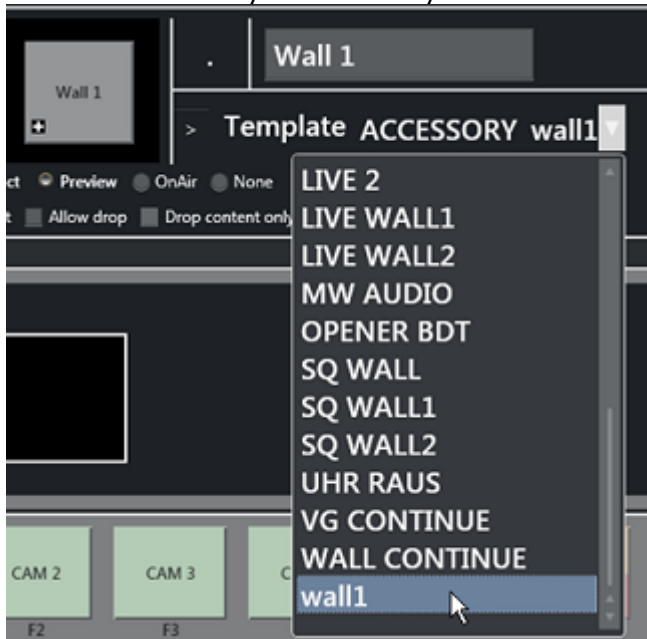 Wall 1
.
Wall 1
> Template ACCESSORY wall1
Preview OnAir None
Allow drop Drop content only
LIVE 2
LIVE WALL1
LIVE WALL2
MW AUDIO
OPENER BDT
SQ WALL
SQ WALL1
SQ WALL2
UHR RAUS
VG CONTINUE
WALL CONTINUE
wall1
CAM 2 CAM 3
F2 F3